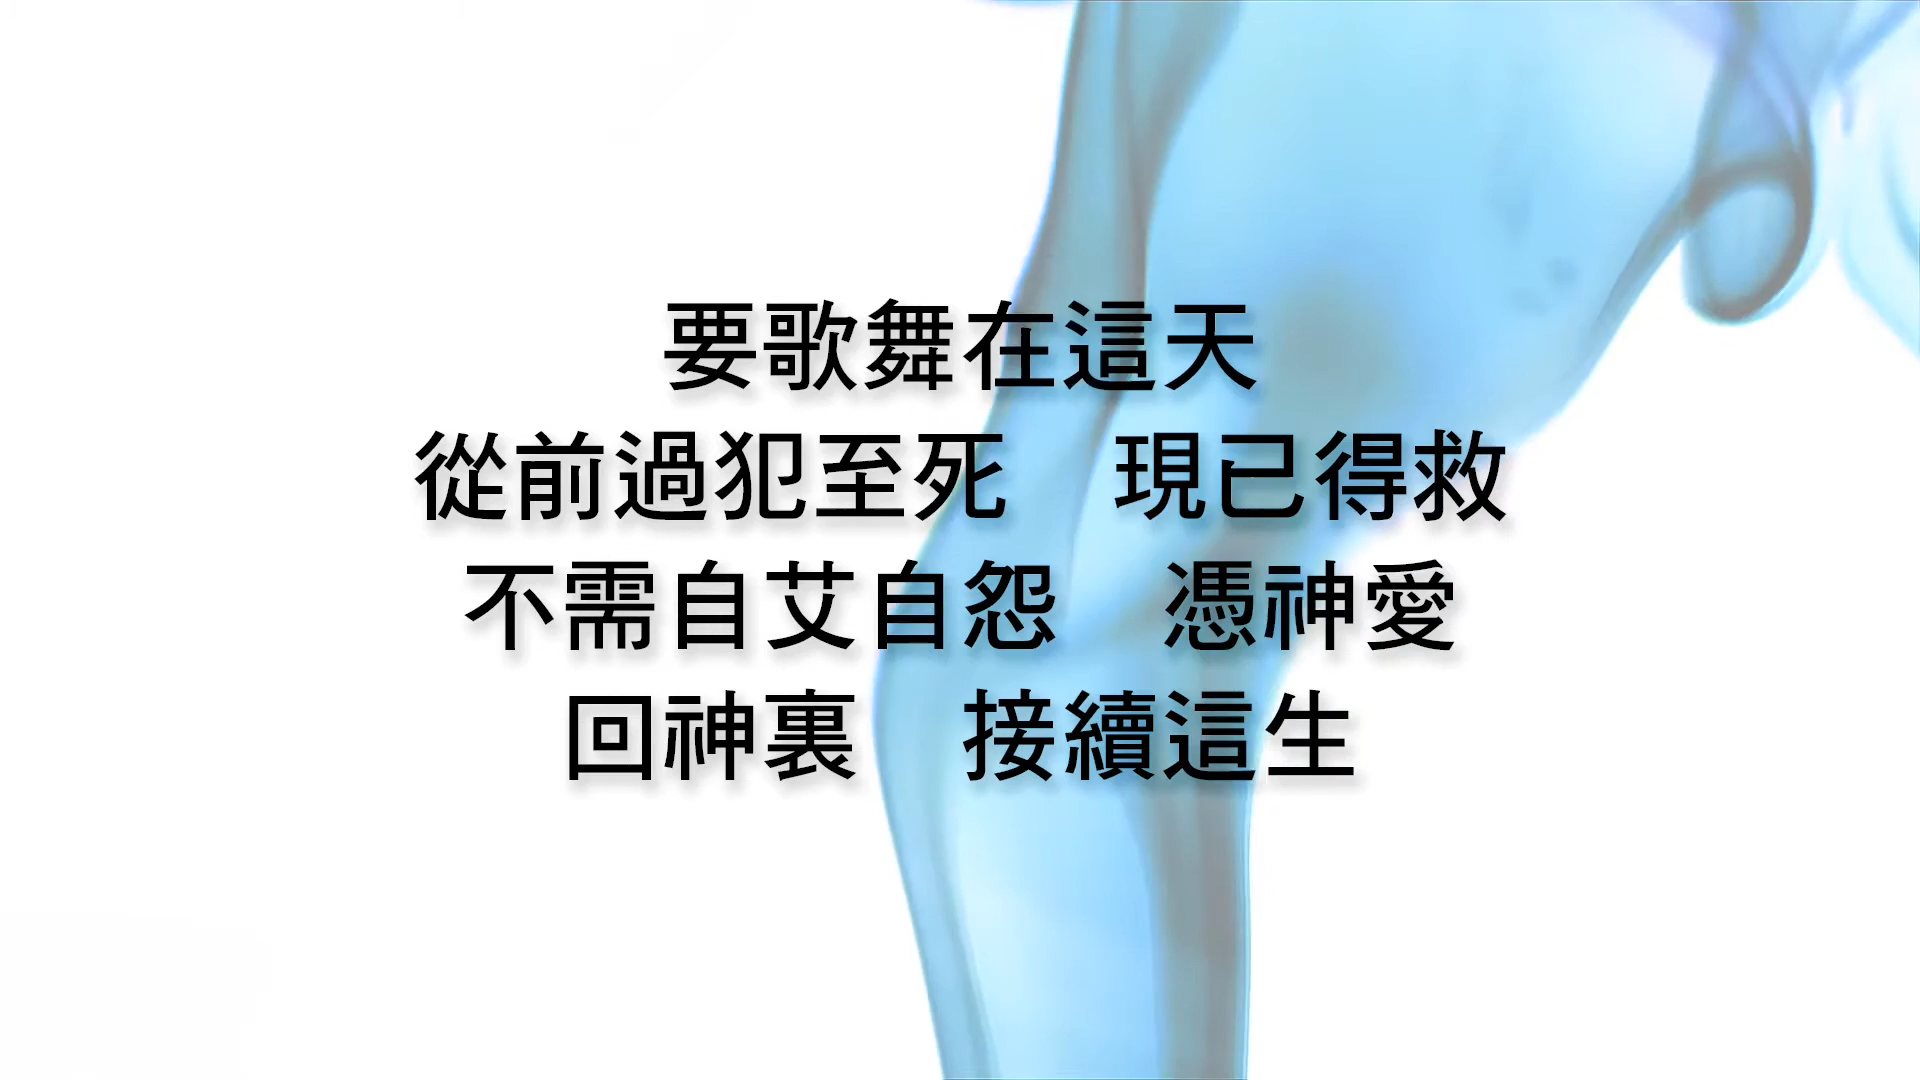 要歌舞在這天
從前過犯至死　現已得救
不需自艾自怨　憑神愛
回神裏　接續這生